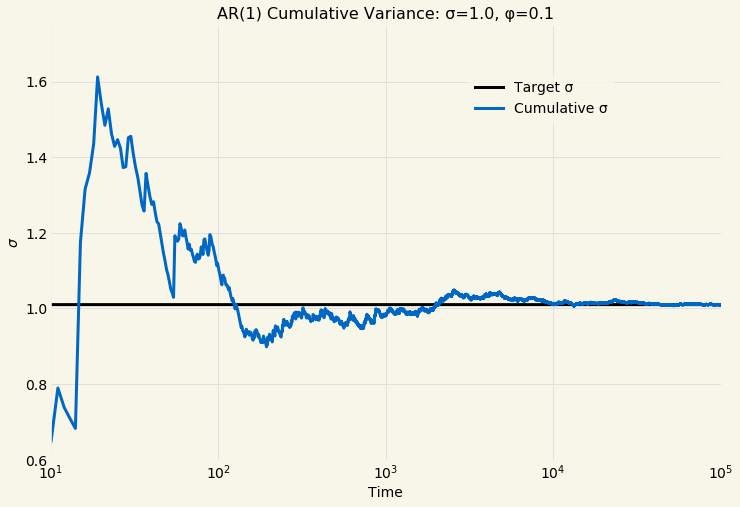 AR(1) Cumulative Variance: σ=1.0, φ=0.1
σ
1.6
1.4
1.2
1.0
0.8
0.6
Target σ
Cumulative σ
10¹
10²
10³
10⁴
10⁵
Time